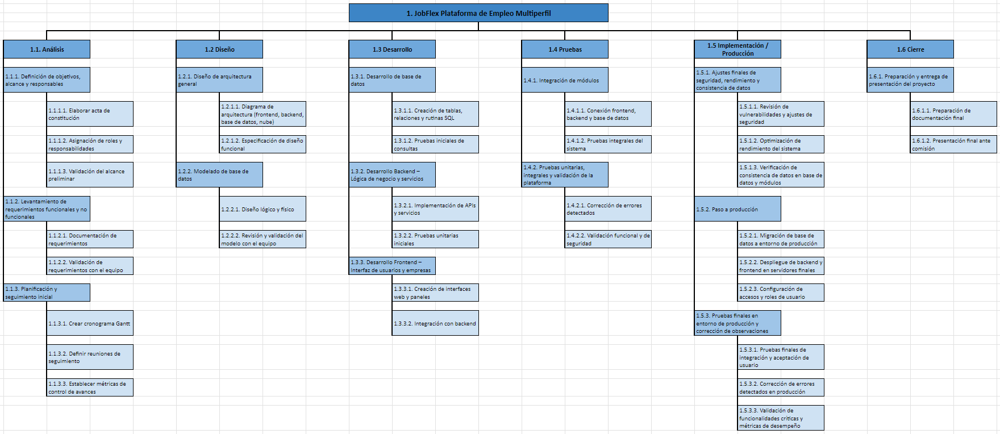 1. JobFlex Plataforma de Empleo Multiperfil
1.1. Análisis
1.1.1. Definición de objetivos,
alcance y responsables
1.1.1.1. Elaborar acta de
constitución
1.1.1.2. Asignación de roles y
responsabilidades
1.1.1.3. Validación del alcance
preliminar
1.1.2. Levantamiento de
requerimientos funcionales y no
funcionales
1.1.2.1. Documentación de
requerimientos
1.1.2.2. Validación de
requerimientos con el equipo
1.1.3. Planificación y
seguimiento inicial
1.1.3.1. Crear cronograma Gantt
1.1.3.2. Definir reuniones de
seguimiento
1.1.3.3. Establecer métricas de
control de avances
1.2 Diseño
1.2.1. Diseño de arquitectura
general
1.2.1.1. Diagrama de
arquitectura (frontend, backend,
base de datos, nube)
1.2.1.2. Especificación de diseño
funcional
1.2.2. Modelado de base de
datos
1.2.2.1. Diseño lógico y físico
1.2.2.2. Revisión y validación del
modelo con el equipo
1.3 Desarrollo
1.3.1. Desarrollo de base de
datos
1.3.1.1. Creación de tablas,
relaciones y rutinas SQL
1.3.1.2. Pruebas iniciales de
consultas
1.3.2. Desarrollo Backend –
Lógica de negocio y servicios
1.3.2.1. Implementación de APIs
y servicios
1.3.2.2. Pruebas unitarias
iniciales
1.3.3. Desarrollo Frontend –
Interfaz de usuarios y empresas
1.3.3.1. Creación de interfaces
web y paneles
1.3.3.2. Integración con backend
1.4 Pruebas
1.4.1. Integración de módulos
1.4.1.1. Conexión frontend,
backend y base de datos
1.4.1.2. Pruebas integrales del
sistema
1.4.2. Pruebas unitarias,
integrales y validación de la
plataforma
1.4.2.1. Corrección de errores
detectados
1.4.2.2. Validación funcional y de
seguridad
1.5 Implementación /
Producción
1.5.1. Ajustes finales de
seguridad, rendimiento y
consistencia de datos
1.5.1.1. Revisión de
vulnerabilidades y ajustes de
seguridad
1.5.1.2. Optimización de
rendimiento del sistema
1.5.1.3. Verificación de
consistencia de datos en base de
datos y módulos
1.5.2. Paso a producción
1.5.2.1. Migración de base de
datos a entorno de producción
1.5.2.2. Despliegue de backend y
frontend en servidores finales
1.5.2.3. Configuración de
accesos y roles de usuario
1.5.3. Pruebas finales en
entorno de producción y
corrección de observaciones
1.5.3.1. Pruebas finales de
integración y aceptación de
usuario
1.5.3.2. Corrección de errores
detectados en producción
1.5.3.3. Validación de
funcionalidades críticas y
métricas de desempeño
1.6 Cierre
1.6.1. Preparación y entrega de
presentación del proyecto
1.6.1.1. Preparación de
documentación final
1.6.1.2. Presentación final ante
comisión